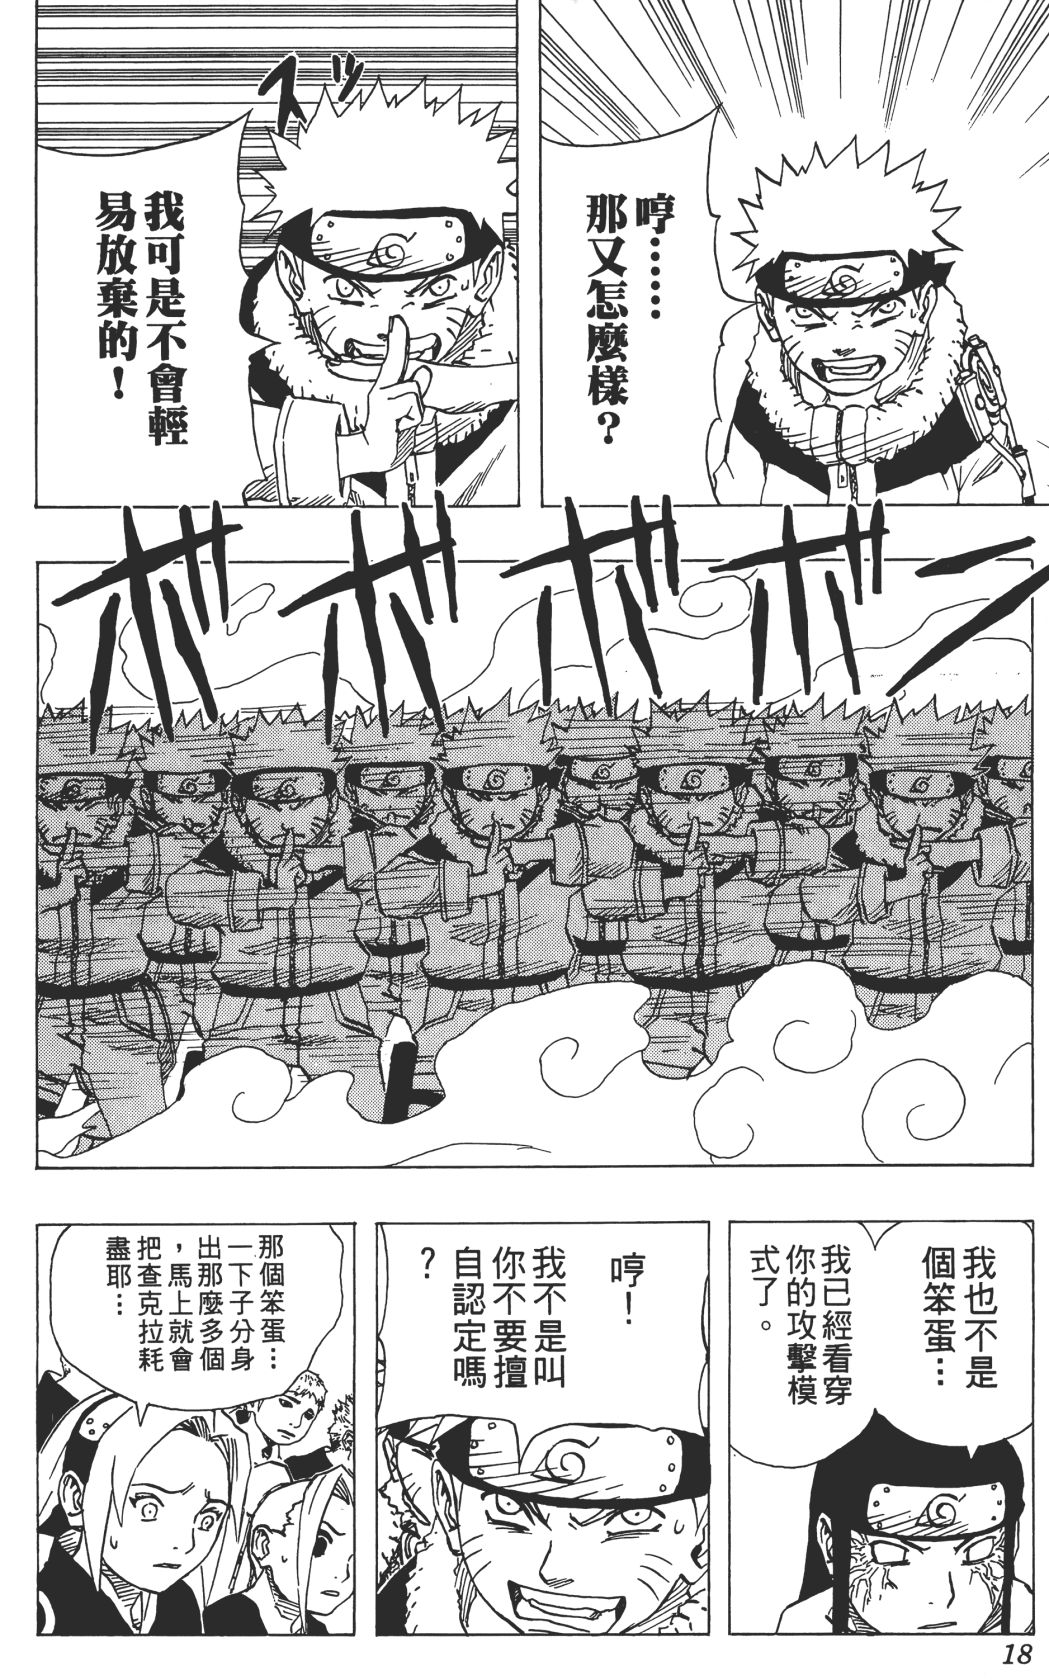 哼……
那又怎麼樣？
我可是不會輕
易放棄的！
スッ
ボボボボン
我也不是
個笨蛋…
我已經看穿
你的攻擊模
式了。
哼！
我不是叫
你不要擅
自認定嗎
？
那個笨蛋…
一下子分身
出那麼多個
，馬上就會
把查克拉耗
盡耶…
18